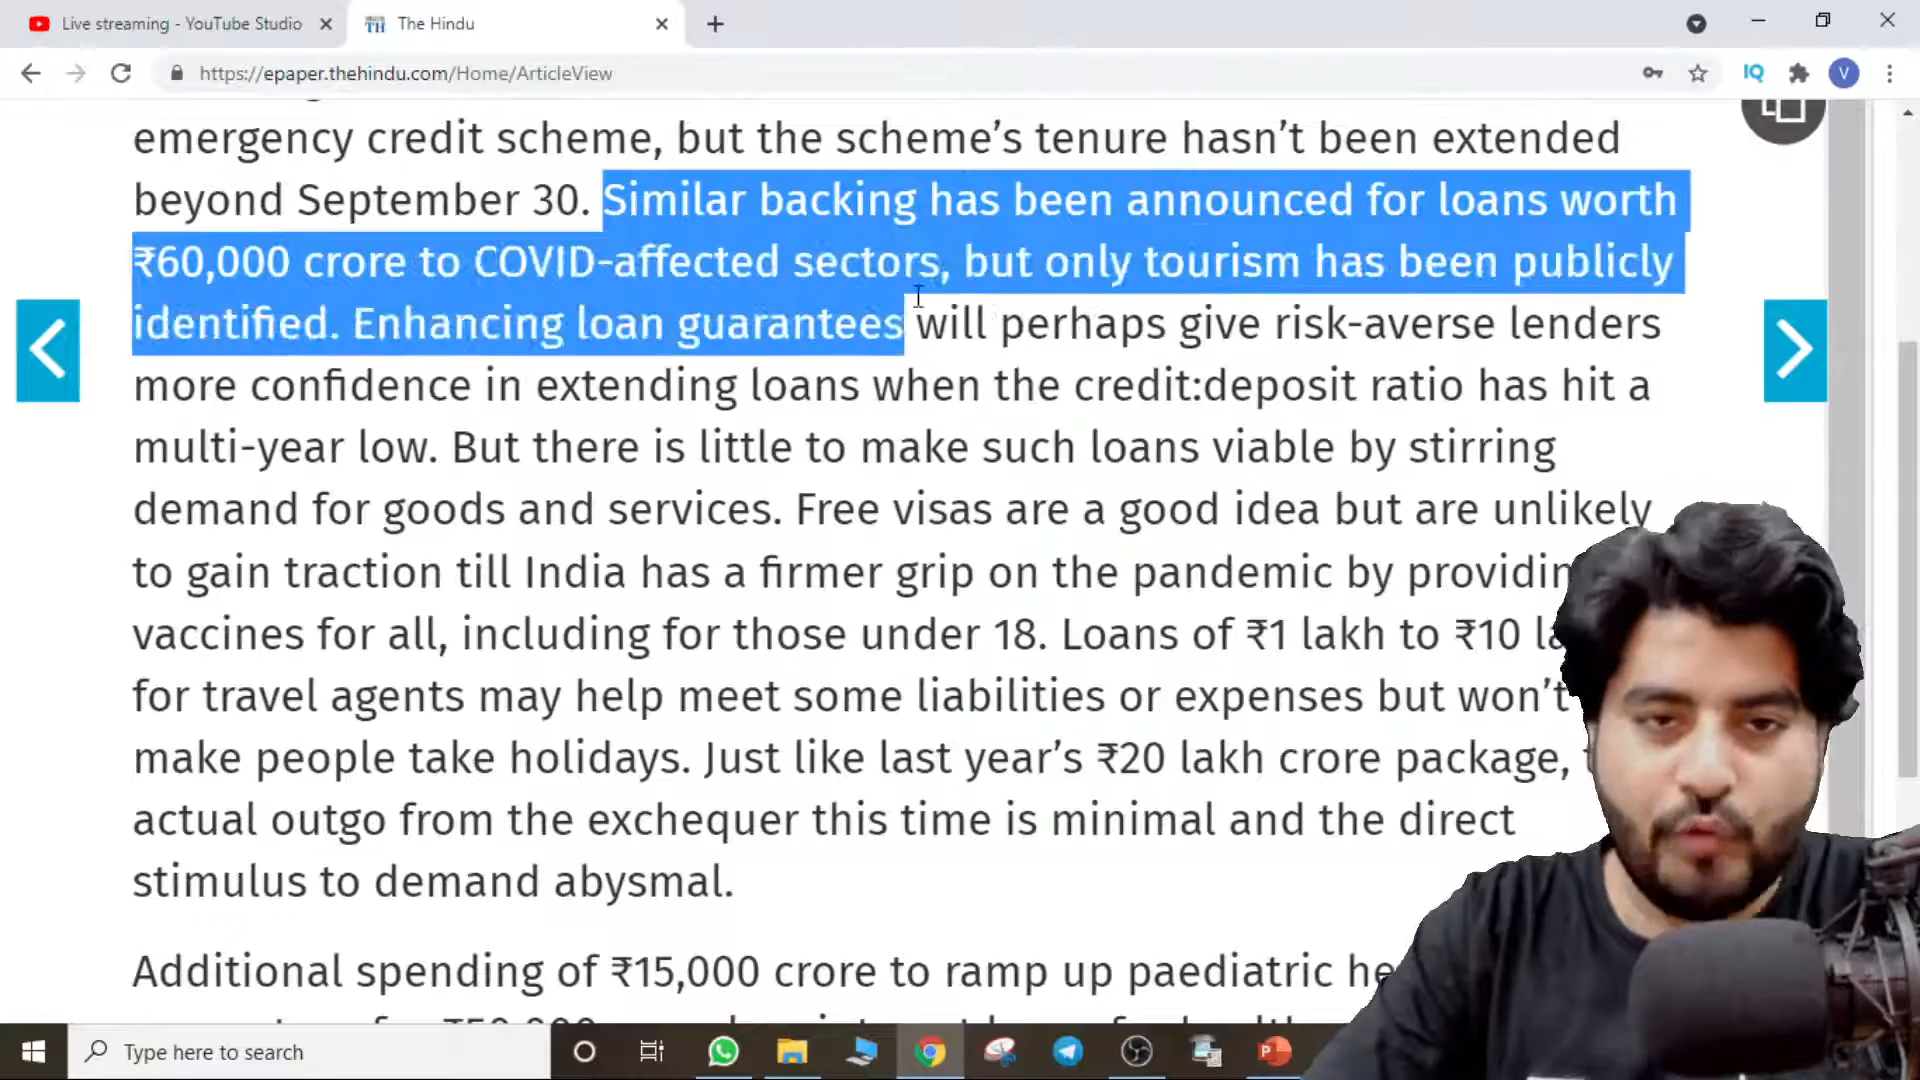 Live streaming - YouTube Studio
TH The Hindu
https://epaper.thehindu.com/Home/ArticleView
IQ
V
emergency credit scheme, but the scheme’s tenure hasn’t been extended
beyond September 30. Similar backing has been announced for loans worth
₹60,000 crore to COVID-affected sectors, but only tourism has been publicly
identified. Enhancing loan guarantees will perhaps give risk-averse lenders
more confidence in extending loans when the credit:deposit ratio has hit a
multi-year low. But there is little to make such loans viable by stirring
demand for goods and services. Free visas are a good idea but are unlikely
to gain traction till India has a firmer grip on the pandemic by
vaccines for all, including for those under 18. Loans of ₹1 lakh to ₹10
for travel agents may help meet some liabilities or expenses but won’t
make people take holidays. Just like last year’s ₹20 lakh crore package,
actual outgo from the exchequer this time is minimal and the direct
stimulus to demand abysmal.
Additional spending of ₹15,000 crore to ramp up paediatric
Type here to search